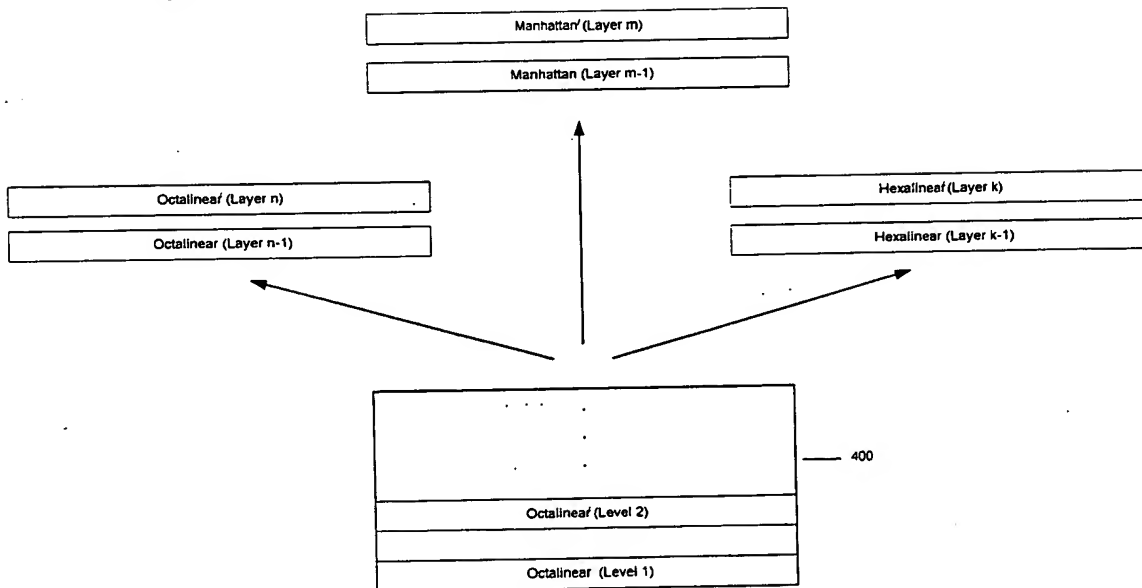 Manhattan' (Layer m)
Manhattan (Layer m-1)
Octalinear' (Layer n)
Octalinear (Layer n-1)
Hexalinear' (Layer k)
Hexalinear (Layer k-1)
400
Octalinear' (Level 2)
Octalinear (Level 1)